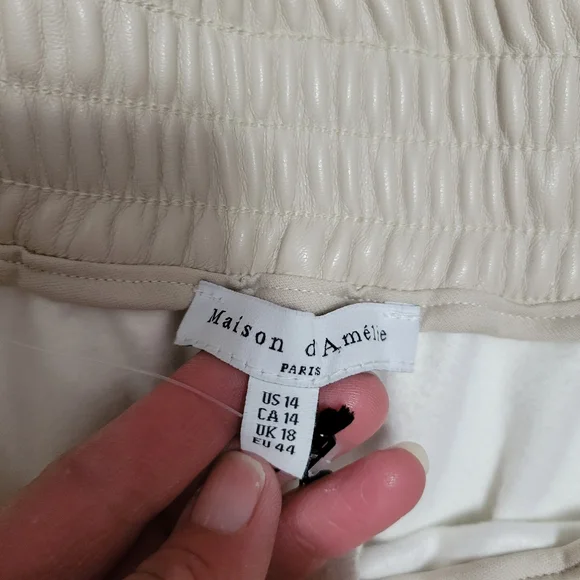 Maison d'Amélie
PARIS
US 14
CA 14
UK 18
EU 44